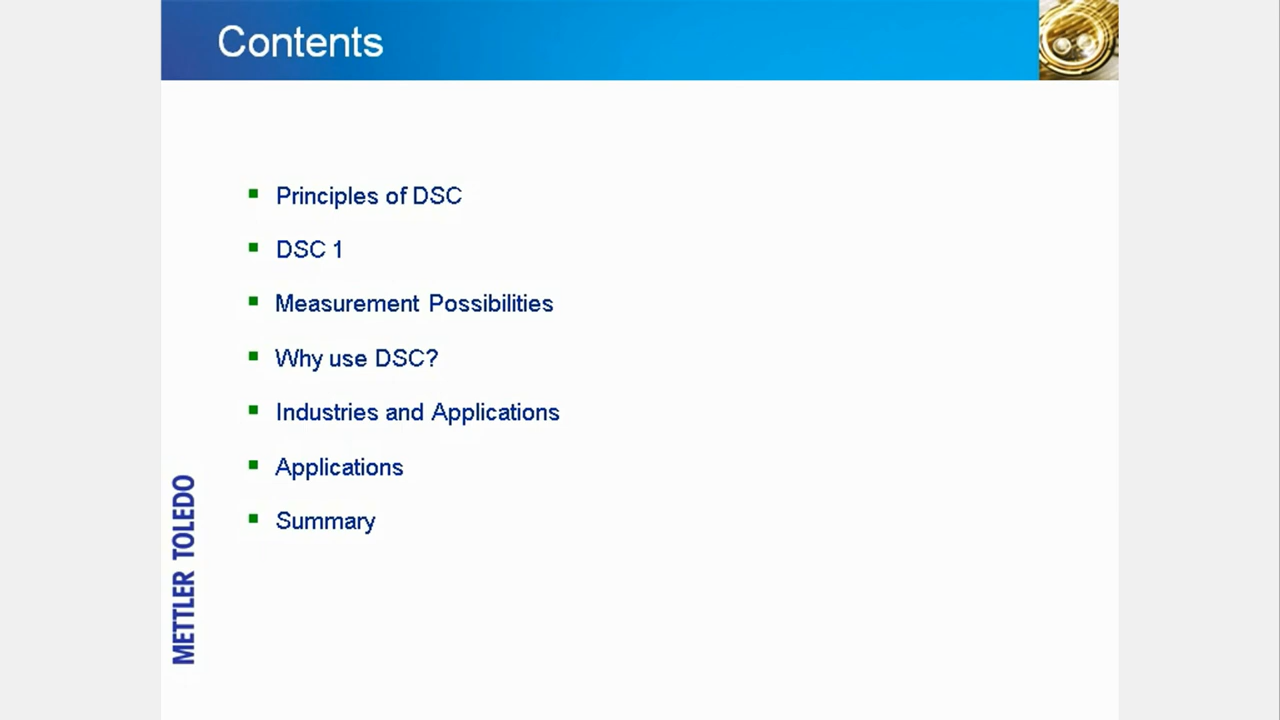 Contents
Principles of DSC
DSC 1
Measurement Possibilities
Why use DSC?
Industries and Applications
Applications
Summary
METTLER TOLEDO